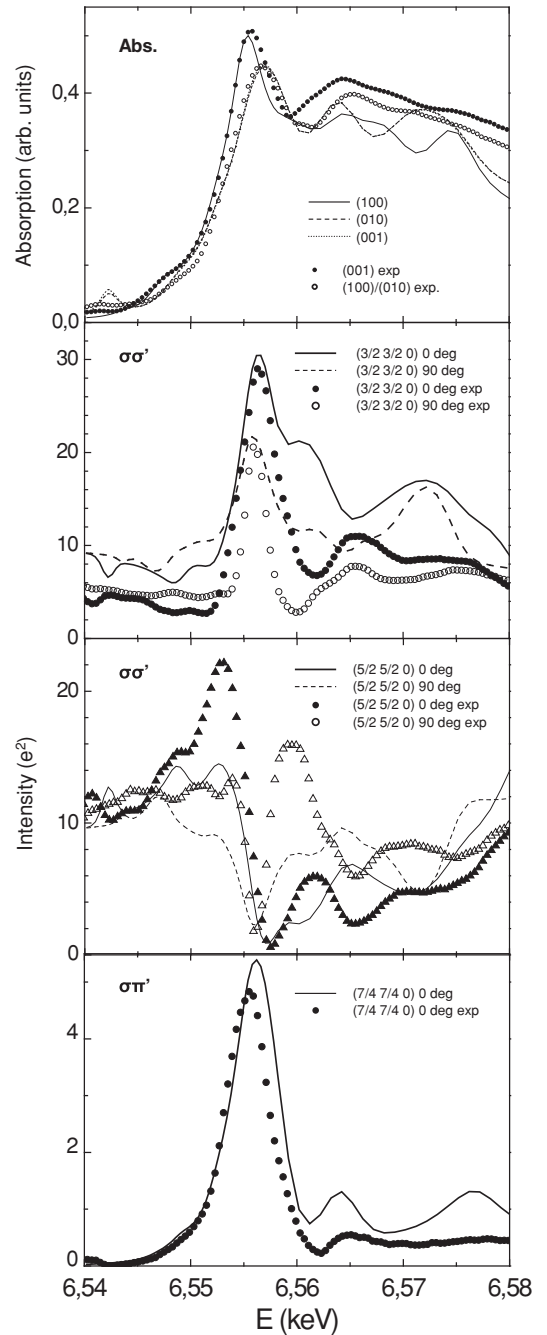 Abs.
Absorption (arb. units)
0,4
0,2
0,0
(100)
(010)
(001)
(001) exp
(100)/(010) exp.
σσ'
30
20
10
0
(3/2 3/2 0) 0 deg
(3/2 3/2 0) 90 deg
(3/2 3/2 0) 0 deg exp
(3/2 3/2 0) 90 deg exp
σσ'
Intensity (e²)
20
10
0
(5/2 5/2 0) 0 deg
(5/2 5/2 0) 90 deg
(5/2 5/2 0) 0 deg exp
(5/2 5/2 0) 90 deg exp
σπ'
4
2
0
(7/4 7/4 0) 0 deg
(7/4 7/4 0) 0 deg exp
6,54 6,55 6,56 6,57 6,58
E (keV)